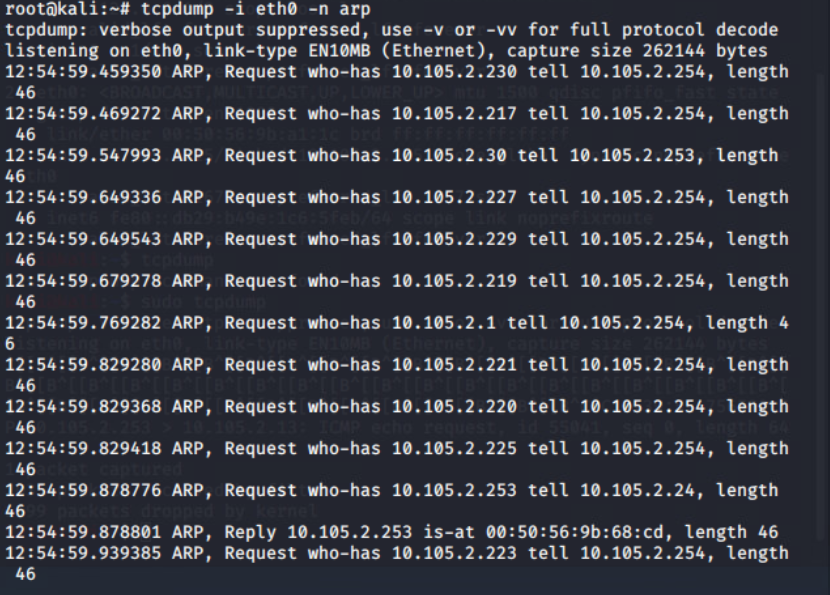 root@kali:~# tcpdump -i eth0 -n arp
tcpdump: verbose output suppressed, use -v or -vv for full protocol decode
listening on eth0, link-type EN10MB (Ethernet), capture size 262144 bytes
12:54:59.459350 ARP, Request who-has 10.105.2.230 tell 10.105.2.254, length
 46
12:54:59.469272 ARP, Request who-has 10.105.2.217 tell 10.105.2.254, length
 46
12:54:59.547993 ARP, Request who-has 10.105.2.30 tell 10.105.2.253, length
46
12:54:59.649336 ARP, Request who-has 10.105.2.227 tell 10.105.2.254, length
 46
12:54:59.649543 ARP, Request who-has 10.105.2.229 tell 10.105.2.254, length
 46
12:54:59.679278 ARP, Request who-has 10.105.2.219 tell 10.105.2.254, length
 46
12:54:59.769282 ARP, Request who-has 10.105.2.1 tell 10.105.2.254, length 4
6
12:54:59.829280 ARP, Request who-has 10.105.2.221 tell 10.105.2.254, length
 46
12:54:59.829368 ARP, Request who-has 10.105.2.220 tell 10.105.2.254, length
 46
12:54:59.829418 ARP, Request who-has 10.105.2.225 tell 10.105.2.254, length
 46
12:54:59.878776 ARP, Request who-has 10.105.2.253 tell 10.105.2.24, length
46
12:54:59.878801 ARP, Reply 10.105.2.253 is-at 00:50:56:9b:68:cd, length 46
12:54:59.939385 ARP, Request who-has 10.105.2.223 tell 10.105.2.254, length
 46